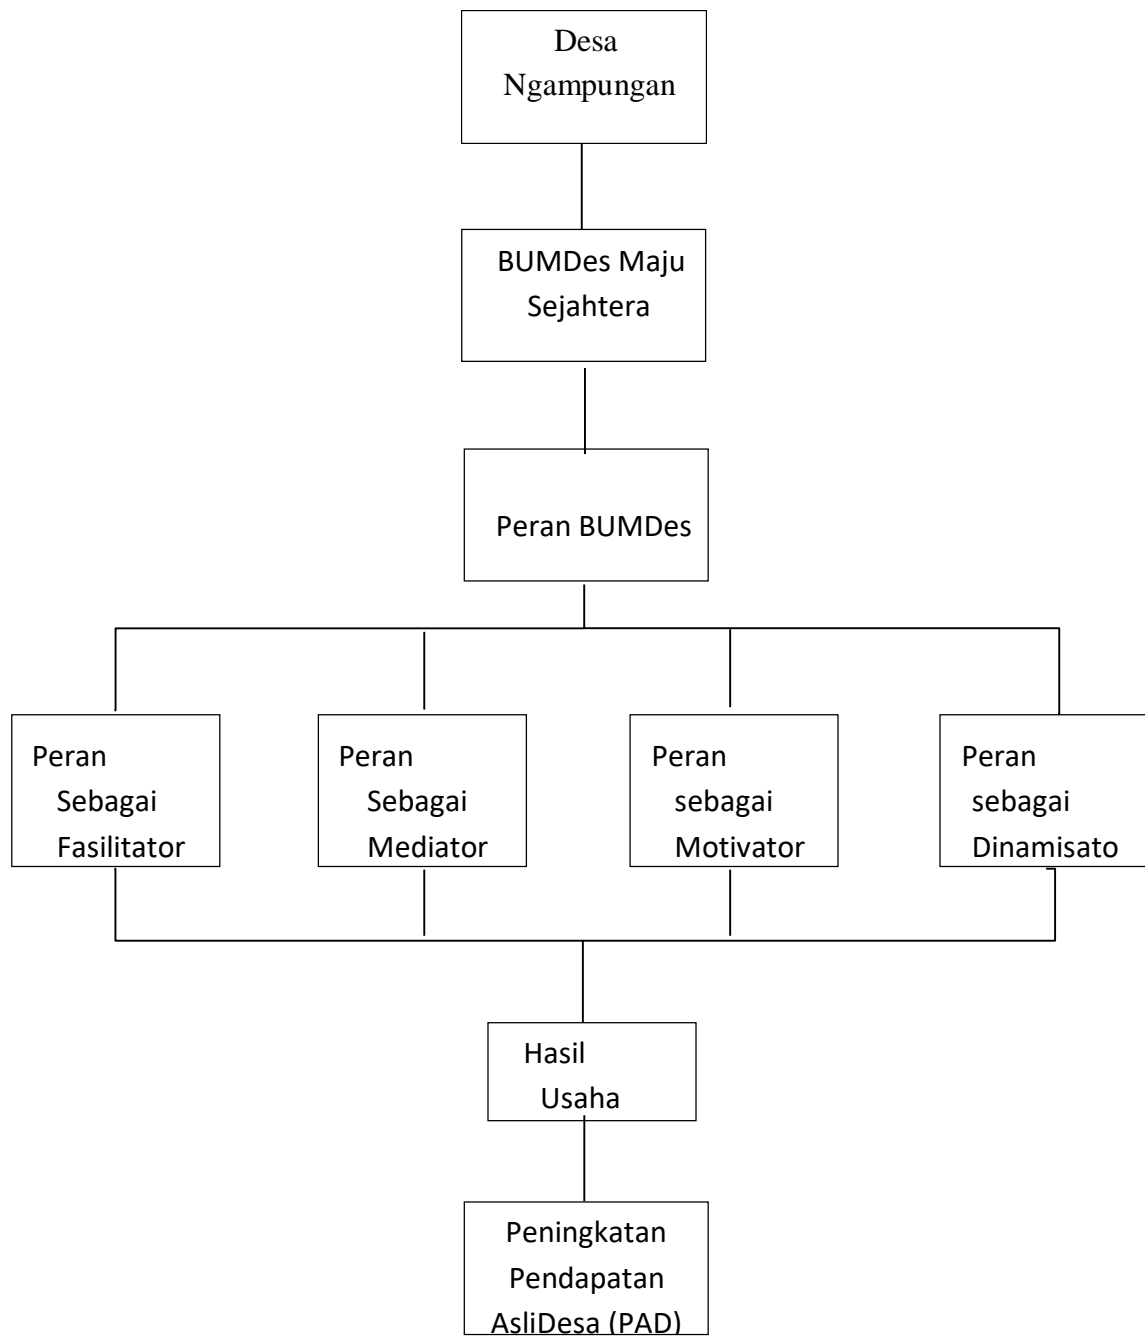 Desa
Ngampungan
BUMDes Maju
Sejahtera
Peran BUMDes
Peran
Sebagai
Fasilitator
Peran
Sebagai
Mediator
Peran
sebagai
Motivator
Peran
sebagai
Dinamisato
Hasil
Usaha
Peningkatan
Pendapatan
AsliDesa (PAD)